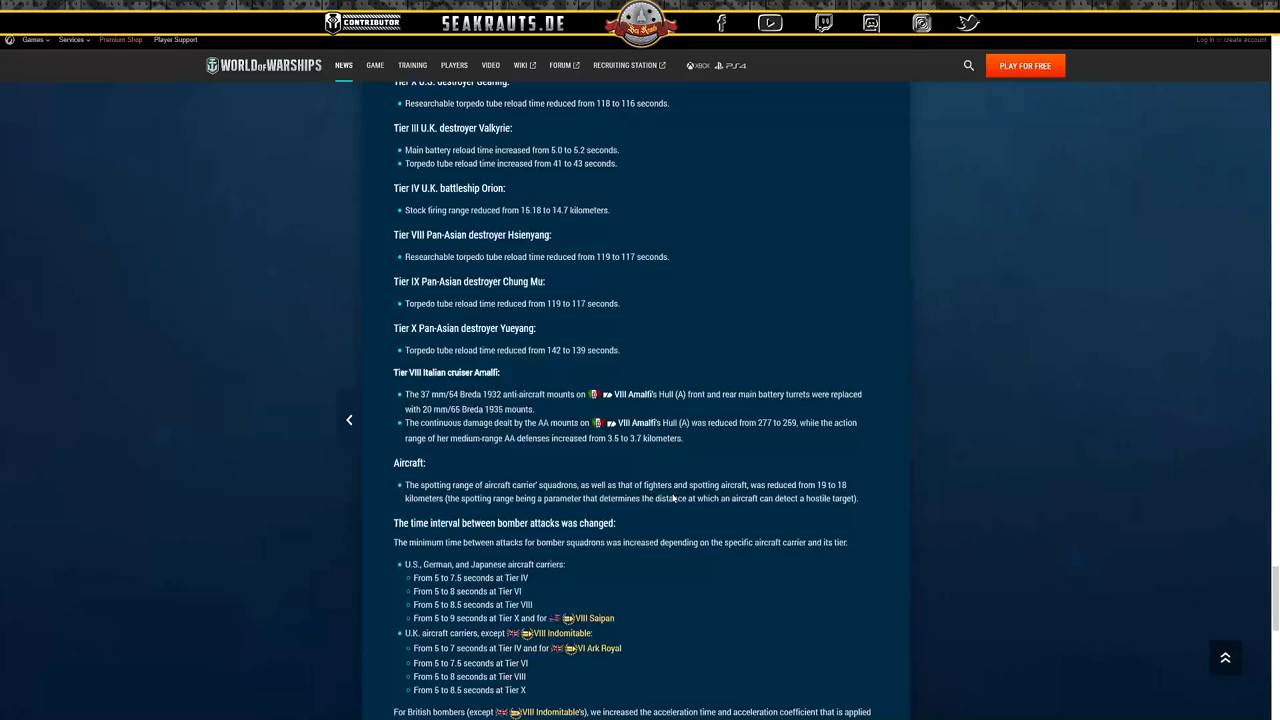 CONTRIBUTOR
SEAKRAUTS.DE
Games
Services
Premium Shop
Player Support
Log in or create account
WORLD OF WARSHIPS
NEWS
GAME
TRAINING
PLAYERS
VIDEO
WIKI
FORUM
RECRUITING STATION
XBOX
PS4
PLAY FOR FREE
Tier X U.S. destroyer Gearing:
Researchable torpedo tube reload time reduced from 118 to 116 seconds.
Tier III U.K. destroyer Valkyrie:
Main battery reload time increased from 5.0 to 5.2 seconds.
Torpedo tube reload time increased from 41 to 43 seconds.
Tier IV U.K. battleship Orion:
Stock firing range reduced from 15.18 to 14.7 kilometers.
Tier VIII Pan-Asian destroyer Hsienyang:
Researchable torpedo tube reload time reduced from 119 to 117 seconds.
Tier IX Pan-Asian destroyer Chung Mu:
Torpedo tube reload time reduced from 119 to 117 seconds.
Tier X Pan-Asian destroyer Yueyang:
Torpedo tube reload time reduced from 142 to 139 seconds.
Tier VIII Italian cruiser Amalfi:
The 37 mm/54 Breda 1932 anti-aircraft mounts on VIII Amalfi's Hull (A) front and rear main battery turrets were replaced
with 20 mm/65 Breda 1935 mounts.
The continuous damage dealt by the AA mounts on VIII Amalfi's Hull (A) was reduced from 277 to 259, while the action
range of her medium-range AA defenses increased from 3.5 to 3.7 kilometers.
Aircraft:
The spotting range of aircraft carrier' squadrons, as well as that of fighters and spotting aircraft, was reduced from 19 to 18
kilometers (the spotting range being a parameter that determines the distance at which an aircraft can detect a hostile target).
The time interval between bomber attacks was changed:
The minimum time between attacks for bomber squadrons was increased depending on the specific aircraft carrier and its tier.
U.S., German, and Japanese aircraft carriers:
From 5 to 7.5 seconds at Tier IV
From 5 to 8 seconds at Tier VI
From 5 to 8.5 seconds at Tier VIII
From 5 to 9 seconds at Tier X and for VIII Saipan
U.K. aircraft carriers, except VIII Indomitable:
From 5 to 7 seconds at Tier IV and for VI Ark Royal
From 5 to 7.5 seconds at Tier VI
From 5 to 8 seconds at Tier VIII
From 5 to 8.5 seconds at Tier X
For British bombers (except VIII Indomitable's), we increased the acceleration time and acceleration coefficient that is applied